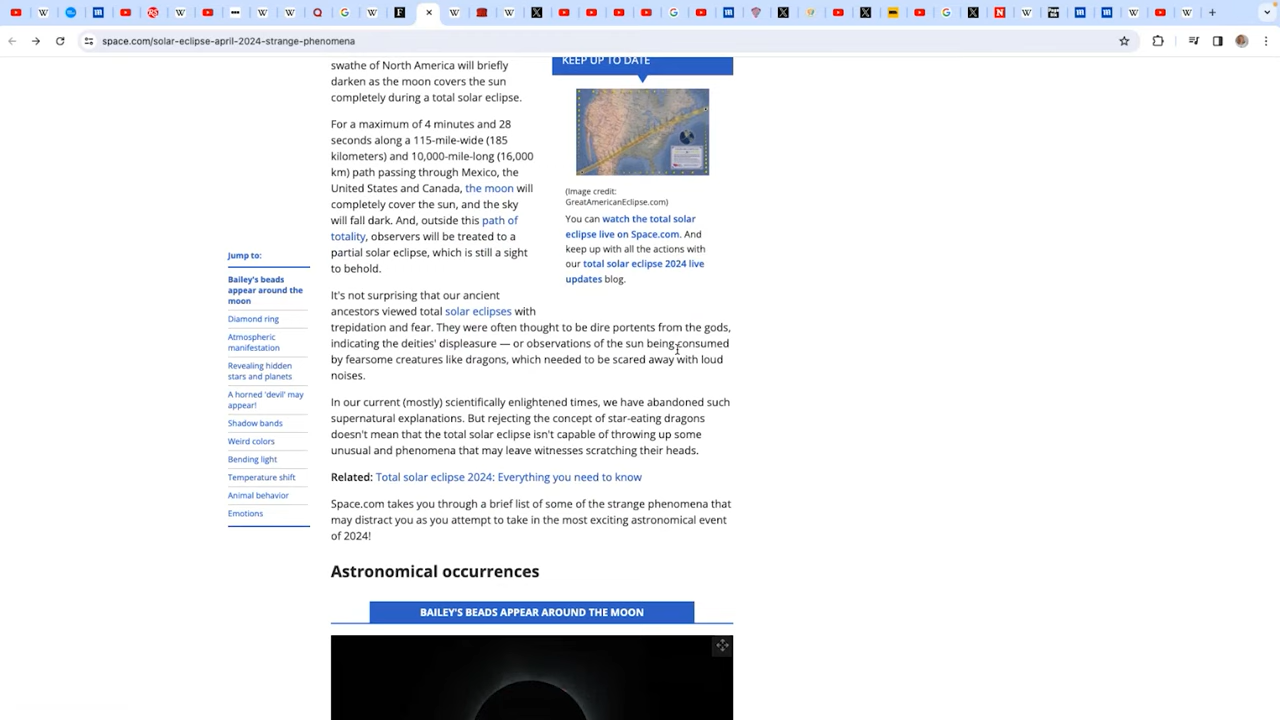 space.com/solar-eclipse-april-2024-strange-phenomena
swathe of North America will briefly
darken as the moon covers the sun
completely during a total solar eclipse.
For a maximum of 4 minutes and 28
seconds along a 115-mile-wide (185
kilometers) and 10,000-mile-long (16,000
km) path passing through Mexico, the
United States and Canada, the moon will
completely cover the sun, and the sky
will fall dark. And, outside this path of
totality, observers will be treated to a
partial solar eclipse, which is still a sight
to behold.
KEEP UP TO DATE
(Image credit:
GreatAmericanEclipse.com)
You can watch the total solar
eclipse live on Space.com. And
keep up with all the actions with
our total solar eclipse 2024 live
updates blog.
Jump to:
Bailey's beads
appear around the
moon
Diamond ring
Atmospheric
manifestation
Revealing hidden
stars and planets
A horned 'devil' may
appear!
Shadow bands
Weird colors
Bending light
Temperature shift
Animal behavior
Emotions
It's not surprising that our ancient
ancestors viewed total solar eclipses with
trepidation and fear. They were often thought to be dire portents from the gods,
indicating the deities' displeasure — or observations of the sun being consumed
by fearsome creatures like dragons, which needed to be scared away with loud
noises.
In our current (mostly) scientifically enlightened times, we have abandoned such
supernatural explanations. But rejecting the concept of star-eating dragons
doesn't mean that the total solar eclipse isn't capable of throwing up some
unusual and phenomena that may leave witnesses scratching their heads.
Related: Total solar eclipse 2024: Everything you need to know
Space.com takes you through a brief list of some of the strange phenomena that
may distract you as you attempt to take in the most exciting astronomical event
of 2024!
Astronomical occurrences
BAILEY'S BEADS APPEAR AROUND THE MOON